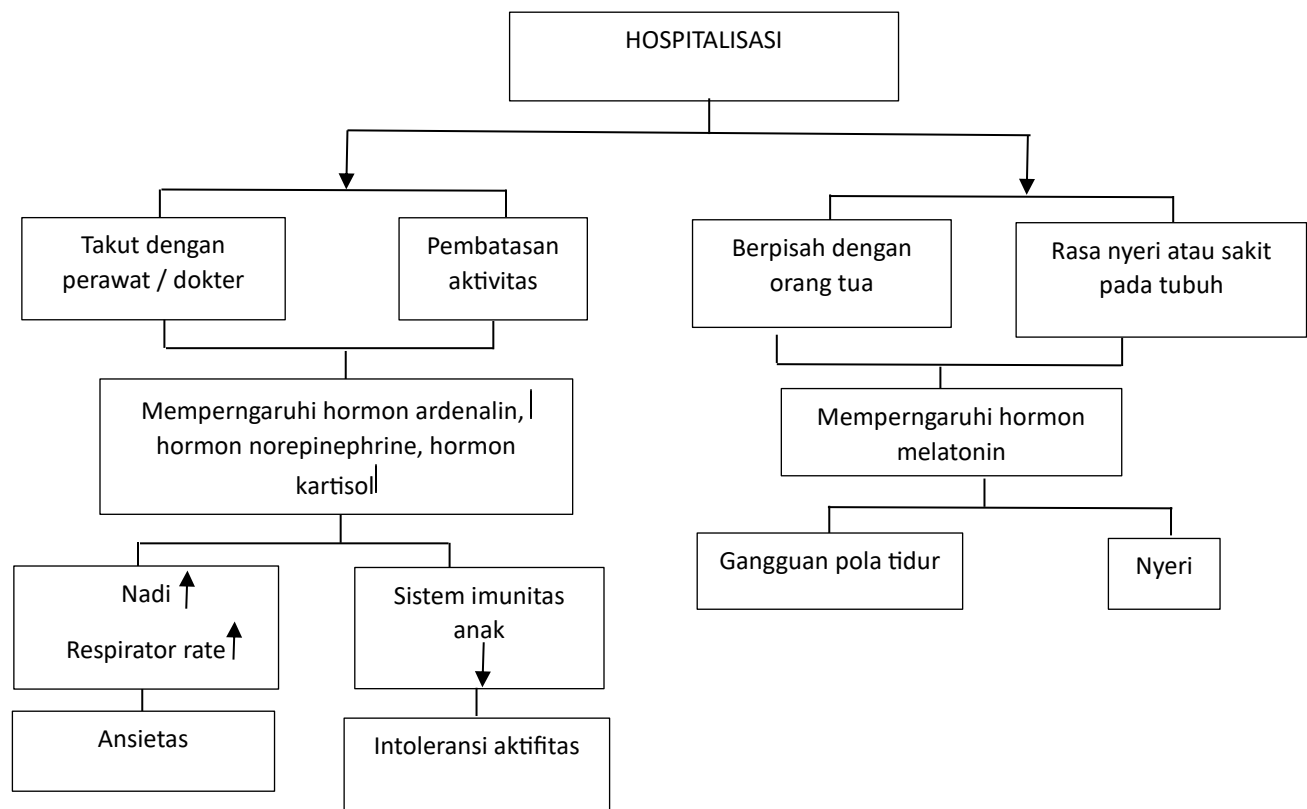 HOSPITALISASI
Takut dengan
perawat / dokter
Pembatasan
aktivitas
Berpisah dengan
orang tua
Rasa nyeri atau sakit
pada tubuh
Memperngaruhi hormon ardenalin,
hormon norepinephrine, hormon
kartisol
Memperngaruhi hormon
melatonin
Nadi
Respirator rate
Sistem imunitas
anak
Gangguan pola tidur
Nyeri
Ansietas
Intoleransi aktifitas